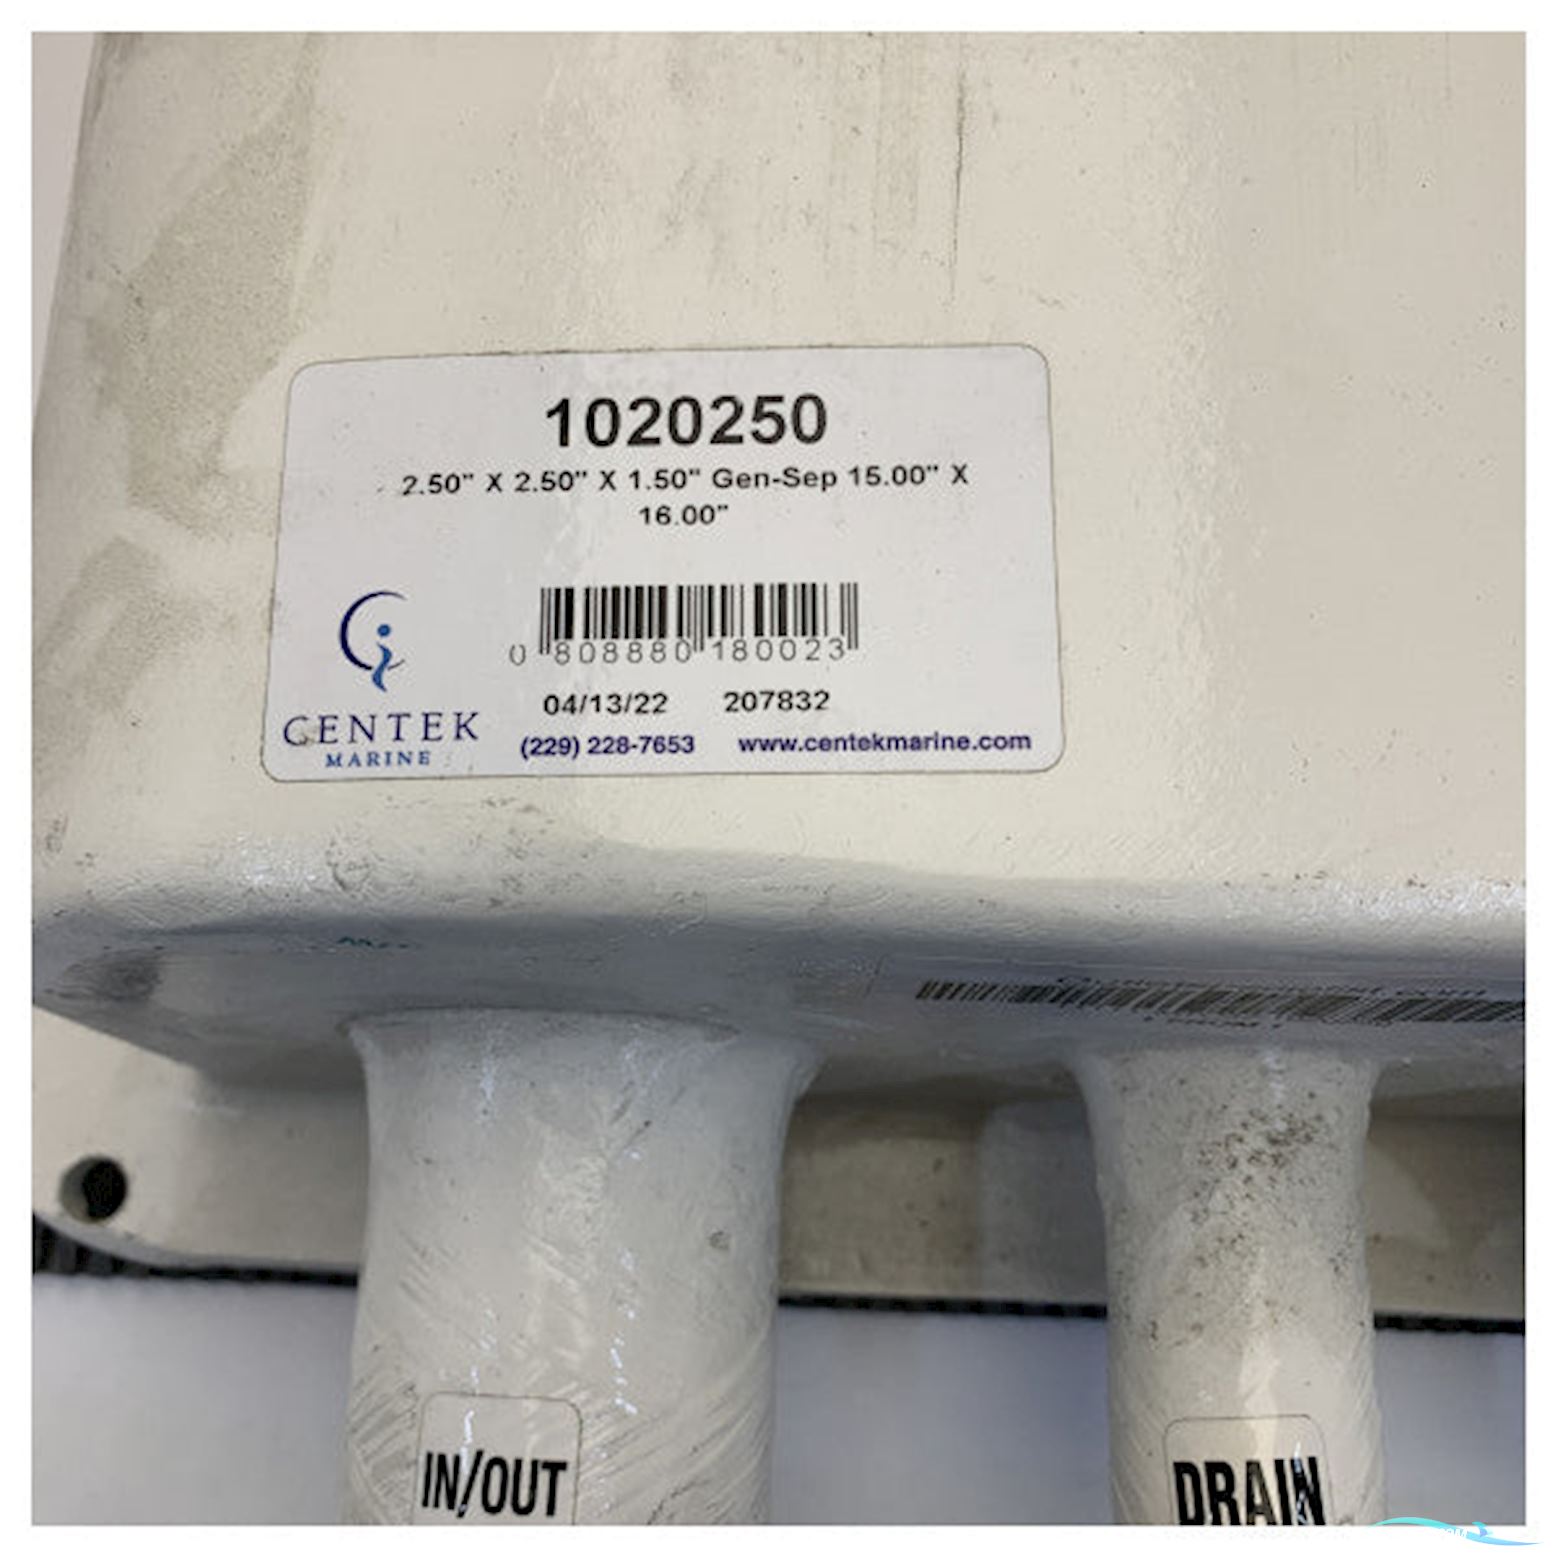 1020250
2.50" X 2.50" X 1.50" Gen-Sep 15.00" X
16.00"
0 808880 180023
04/13/22 207832
CENTEK
MARINE
(229) 228-7653 www.centekmarine.com
IN/OUT
DRAIN